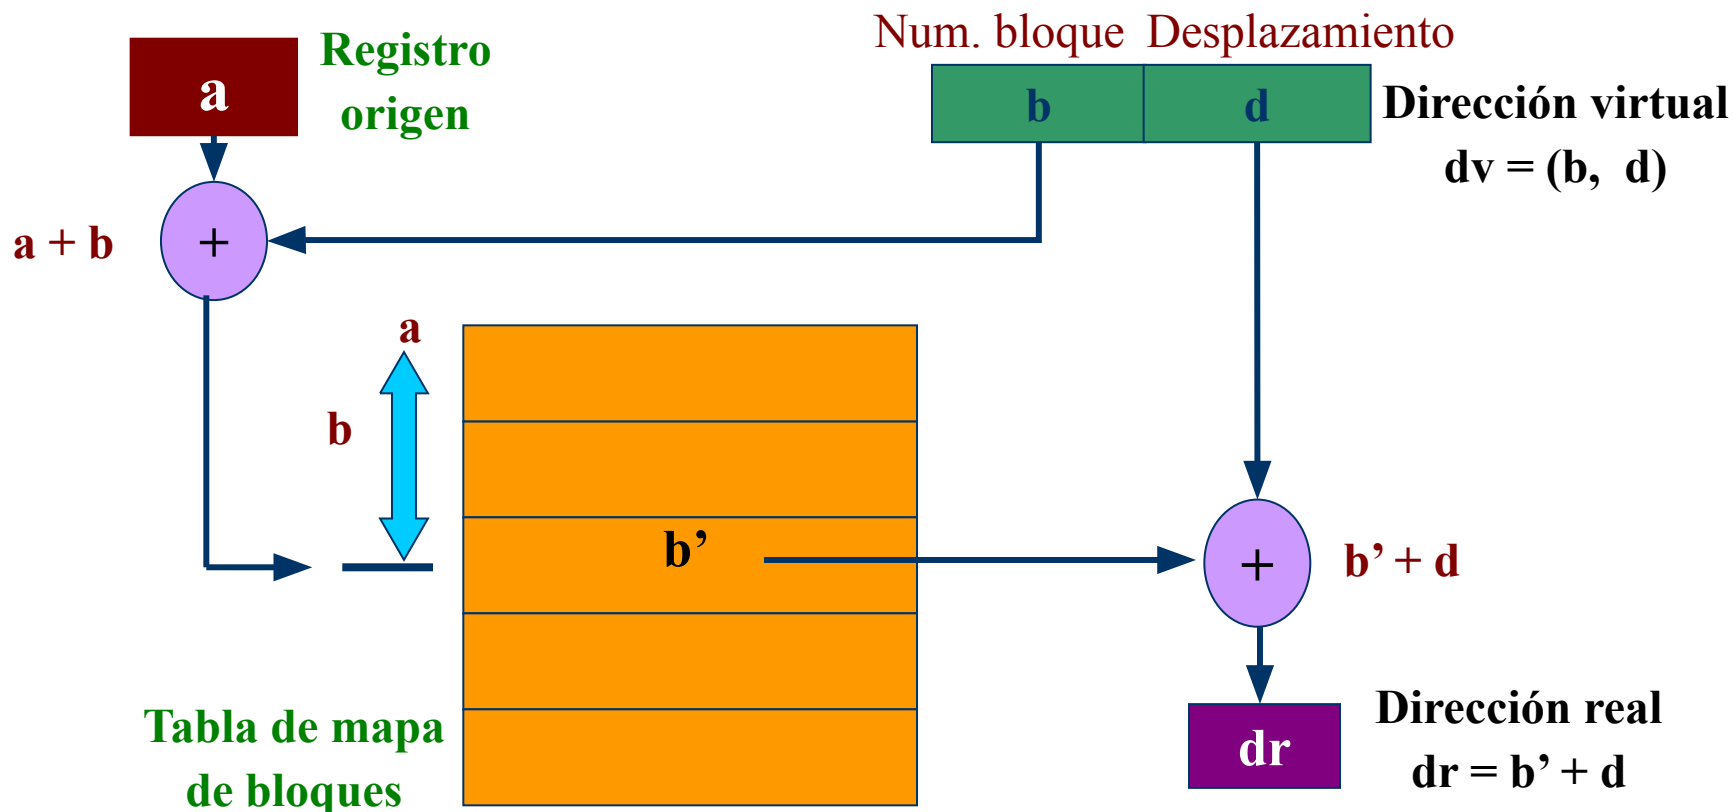 a
Registro
origen
Num. bloque Desplazamiento
b
d
Dirección virtual
dv = (b, d)
a + b
+
a
b
b’
+
b’ + d
Tabla de mapa
de bloques
dr
Dirección real
dr = b’ + d